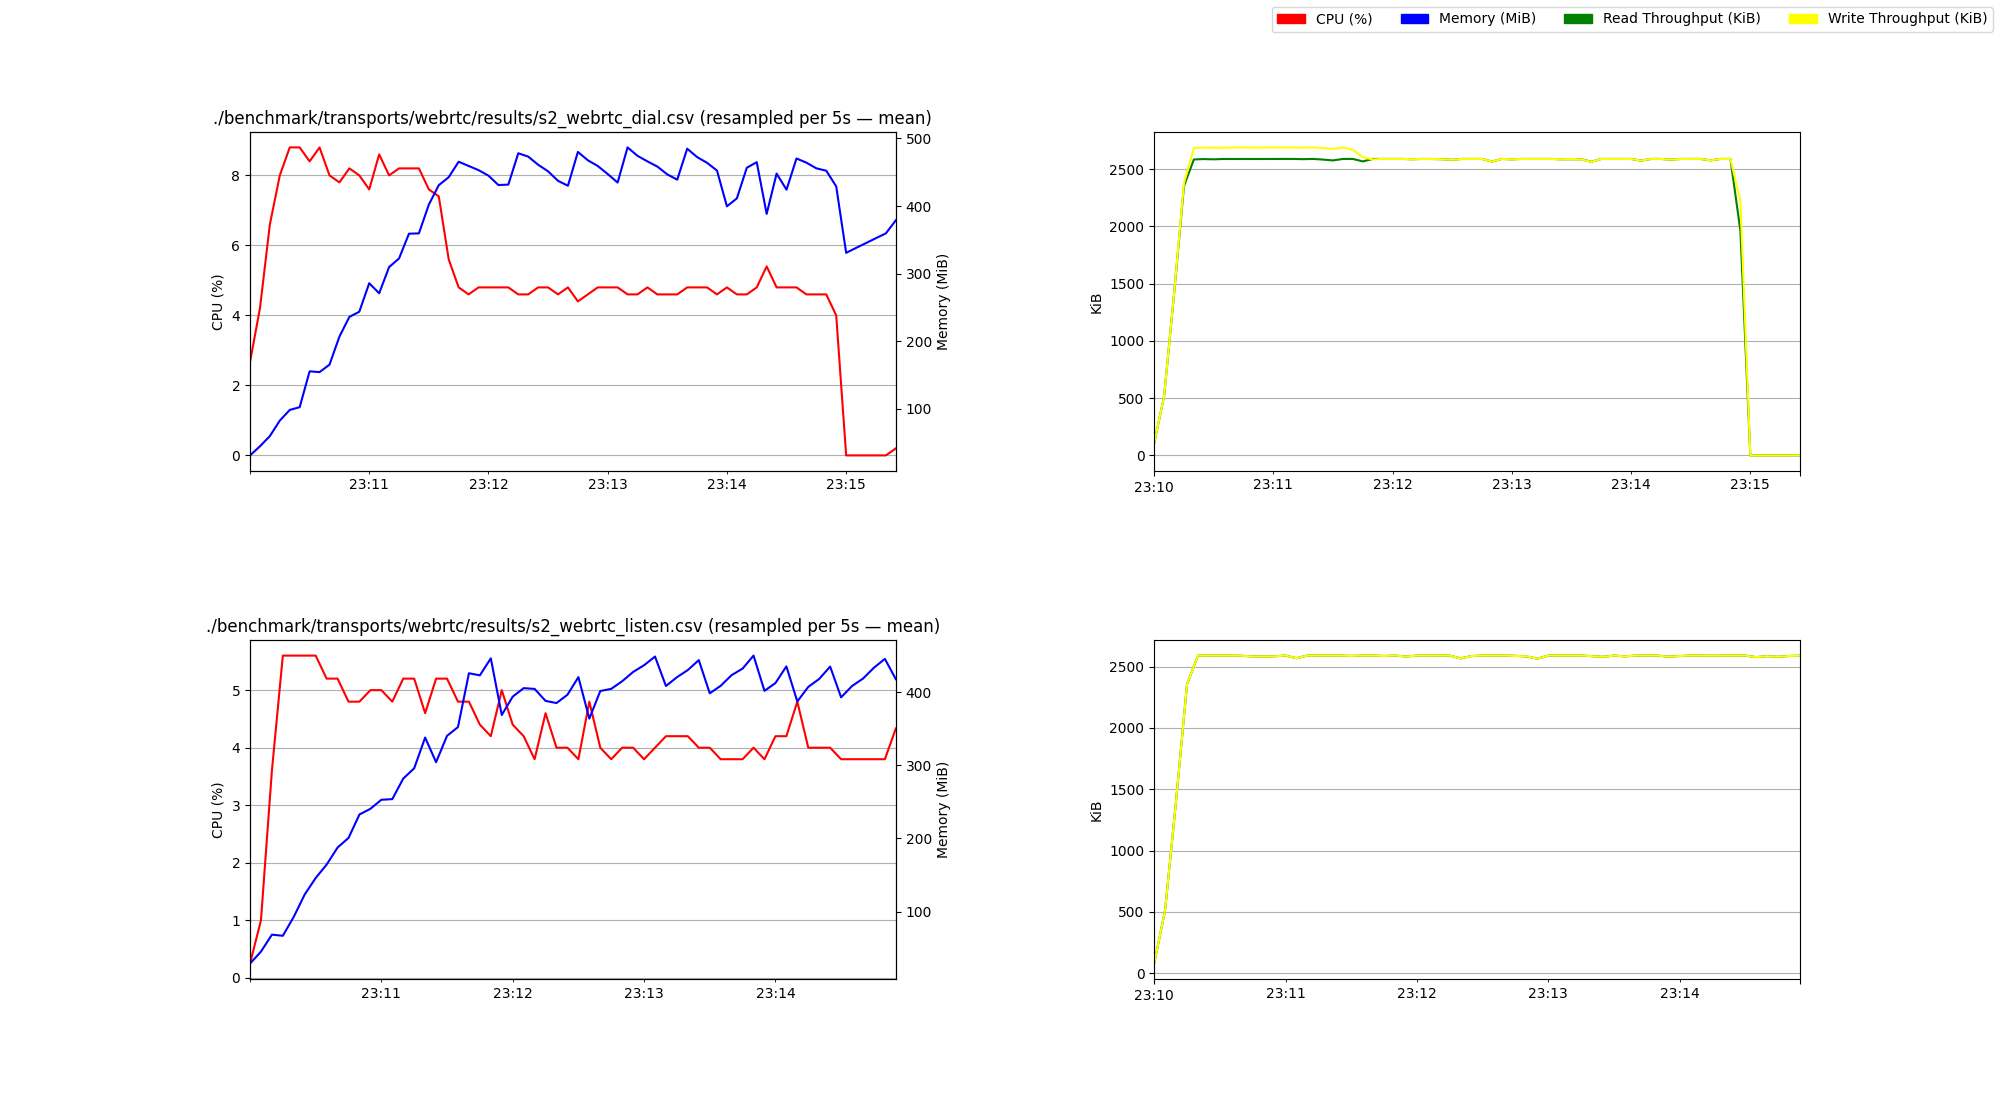 CPU (%) Memory (MiB) Read Throughput (KiB) Write Throughput (KiB)
./benchmark/transports/webrtc/results/s2_webrtc_dial.csv (resampled per 5s — mean)
CPU (%)
8
6
4
2
0
23:11 23:12 23:13 23:14 23:15
500
400
300
200
100
Memory (MiB)
KiB
2500
2000
1500
1000
500
0
23:10 23:11 23:12 23:13 23:14 23:15
./benchmark/transports/webrtc/results/s2_webrtc_listen.csv (resampled per 5s — mean)
CPU (%)
5
4
3
2
1
0
23:11 23:12 23:13 23:14
400
300
200
100
Memory (MiB)
KiB
2500
2000
1500
1000
500
0
23:10 23:11 23:12 23:13 23:14